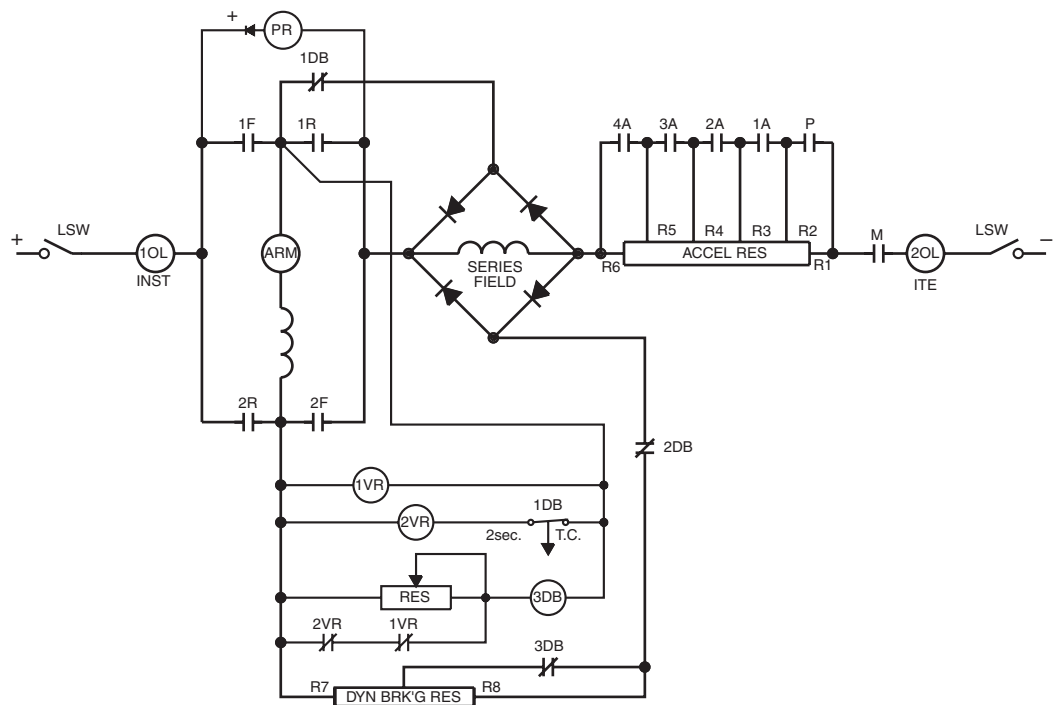 +
PR
1DB
1F
1R
4A
3A
2A
1A
P
+
LSW
1OL
INST
ARM
SERIES
FIELD
R6
R5
R4
R3
R2
ACCEL RES
R1
M
2OL
ITE
LSW
–
2R
2F
2DB
1VR
2VR
1DB
2sec.
T.C.
RES
3DB
2VR
1VR
3DB
R7
DYN BRK'G RES
R8